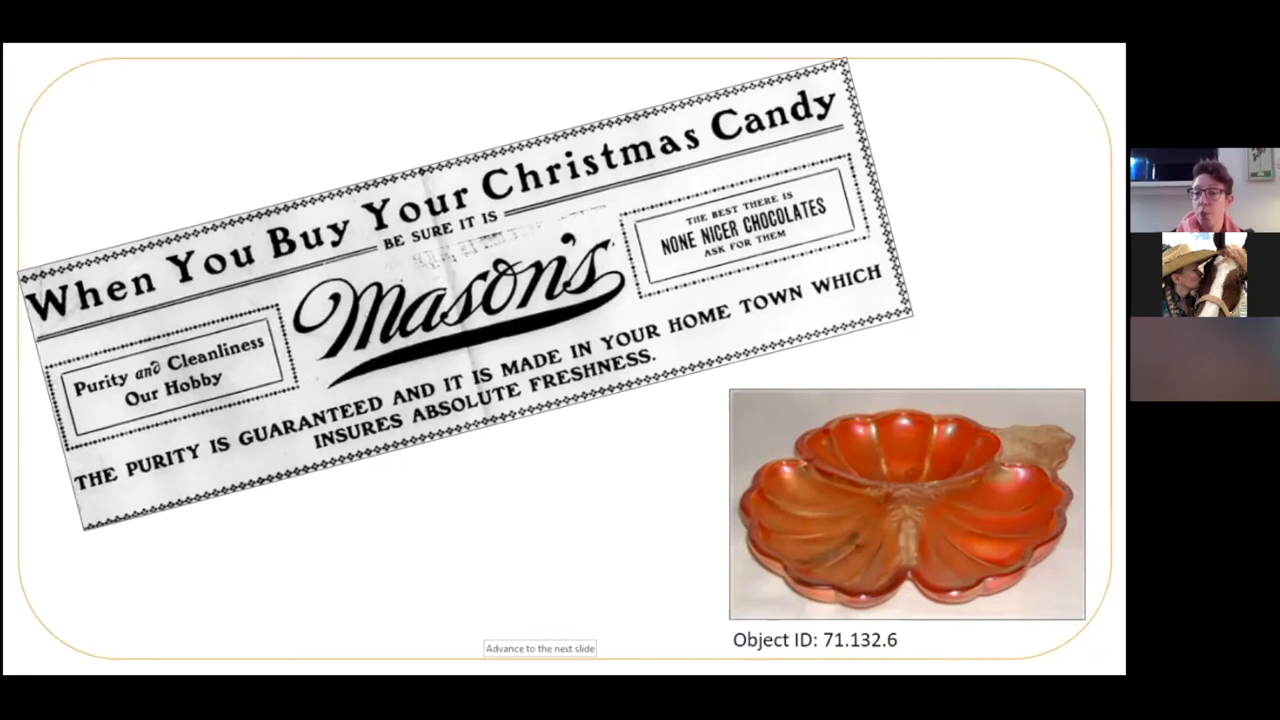 When You Buy Your Christmas Candy
BE SURE IT IS
Mason's
Purity and Cleanliness
Our Hobby
THE BEST THERE IS
NONE NICER CHOCOLATES
ASK FOR THEM
THE PURITY IS GUARANTEED AND IT IS MADE IN YOUR HOME TOWN WHICH
INSURES ABSOLUTE FRESHNESS.
Object ID: 71.132.6
Advance to the next slide